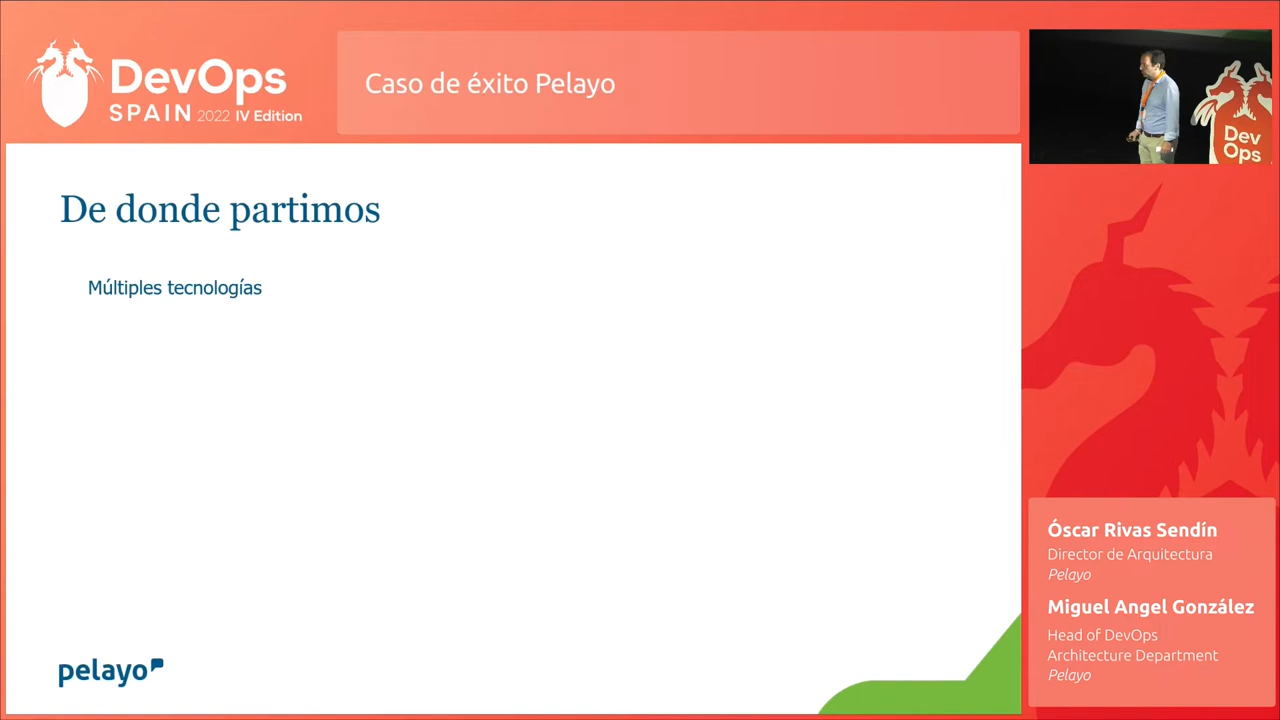 DevOps
SPAIN 2022 IV Edition
Caso de éxito Pelayo
Dev
Ops
De donde partimos
Múltiples tecnologías
pelayo
Óscar Rivas Sendín
Director de Arquitectura
Pelayo
Miguel Angel González
Head of DevOps
Architecture Department
Pelayo